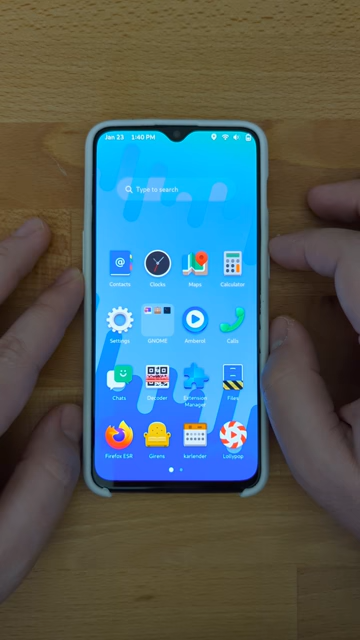 Jan 23 1:40 PM
Type to search
@
Contacts
Clocks
Maps
Calculator
Settings
GNOME
Amberol
Calls
Chats
Decoder
Extension
Manager
Files
Firefox ESR
Girens
karlender
Lollypop